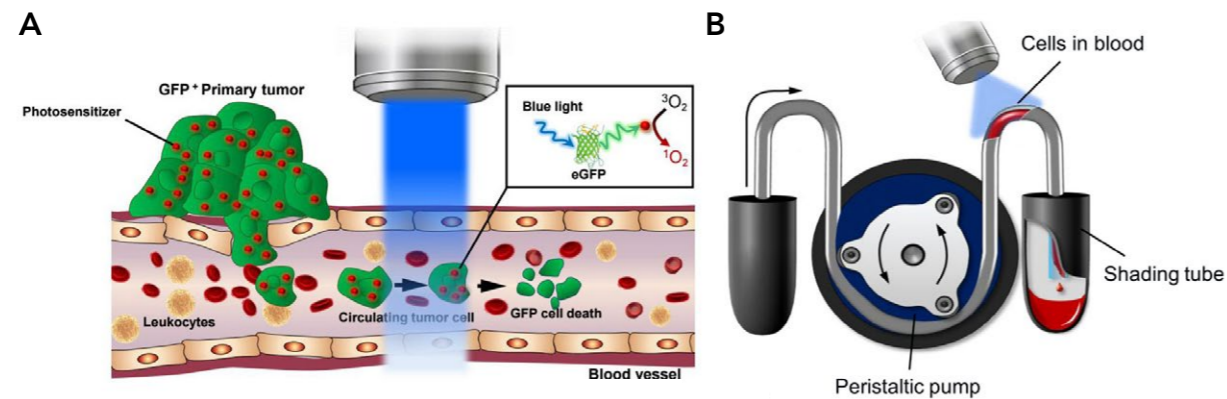 A
GFP⁺ Primary tumor
Photosensitizer
Blue light
³O₂
¹O₂
eGFP
Leukocytes
Circulating tumor cell
GFP cell death
Blood vessel
B
Cells in blood
Shading tube
Peristaltic pump